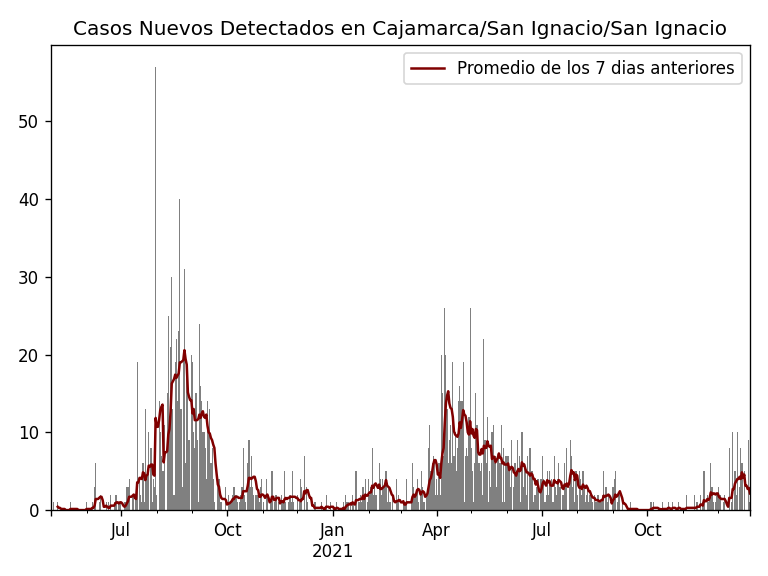 Casos Nuevos Detectados en Cajamarca/San Ignacio/San Ignacio
Promedio de los 7 dias anteriores
50
40
30
20
10
0
Jul Oct Jan Apr Jul Oct
2021